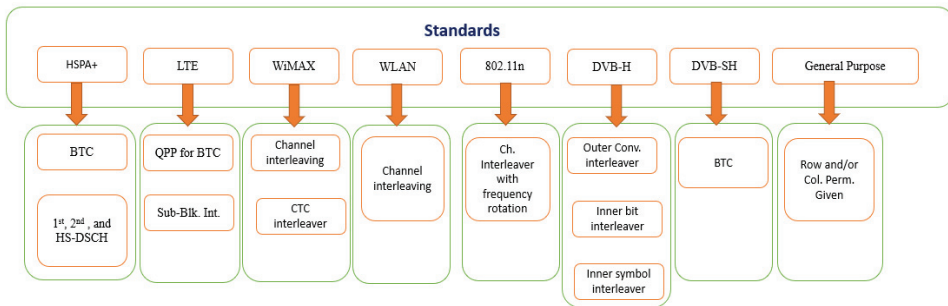 Standards
HSPA+
LTE
WiMAX
WLAN
802.11n
DVB-H
DVB-SH
General Purpose
BTC
1st, 2nd , and
HS-DSCH
QPP for BTC
Sub-Blk. Int.
Channel
interleaving
CTC
interleaver
Channel
interleaving
Ch.
Interleaver
with
frequency
rotation
Outer Conv.
interleaver
Inner bit
interleaver
Inner symbol
interleaver
BTC
Row and/or
Col. Perm.
Given